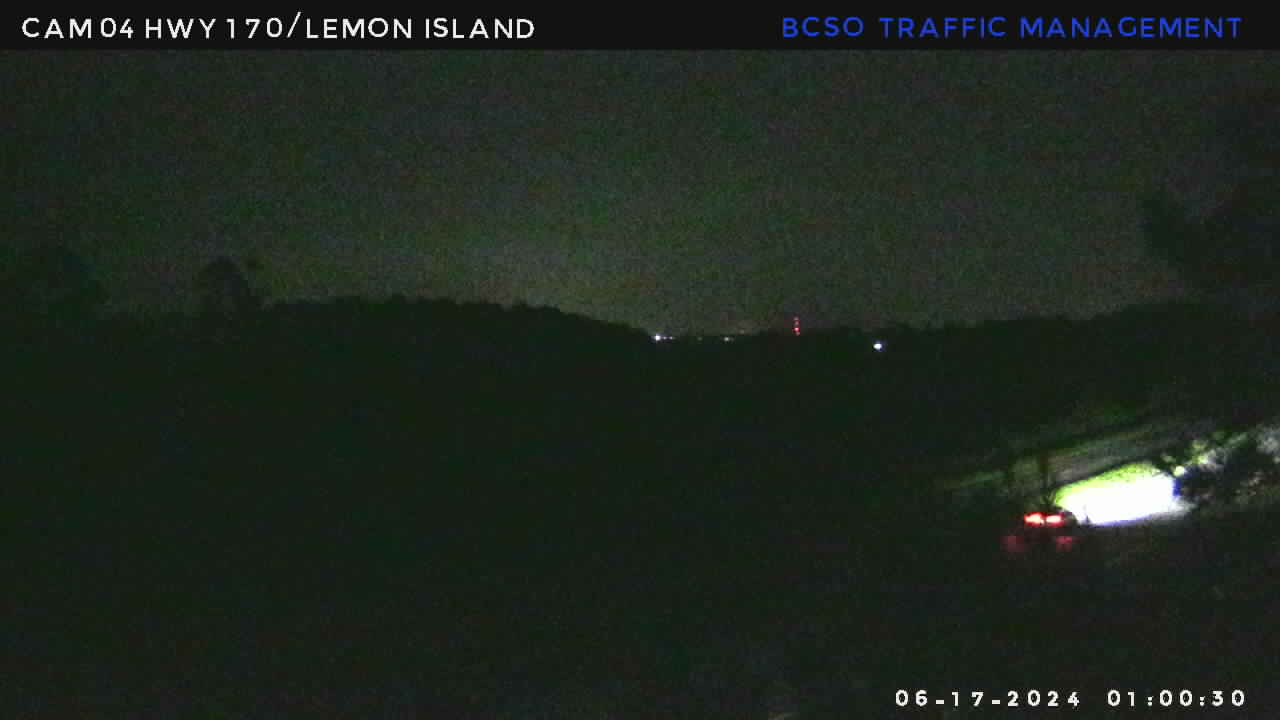 CAM04 HWY 170/LEMON ISLAND
BCSO TRAFFIC MANAGEMENT
06-17-2024 01:00:30